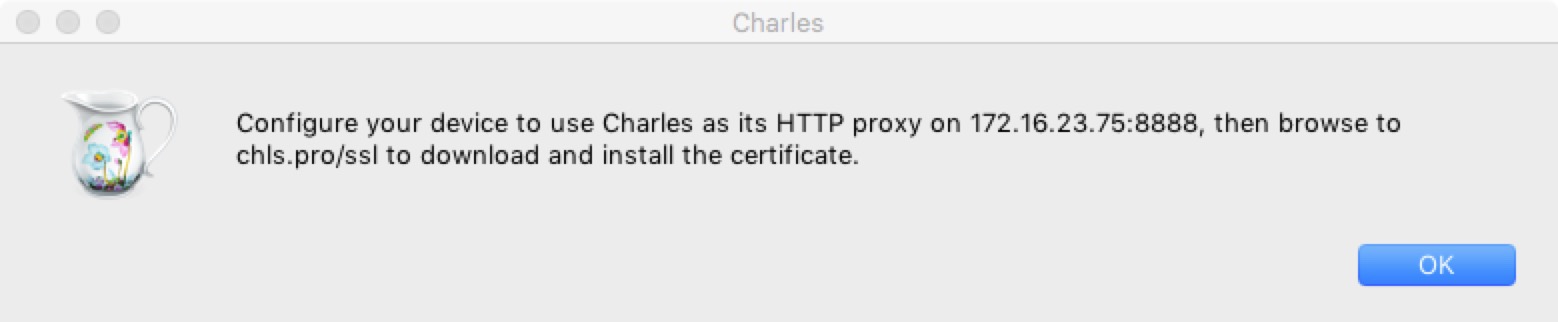 Charles
Configure your device to use Charles as its HTTP proxy on 172.16.23.75:8888, then browse to
chls.pro/ssl to download and install the certificate.
OK